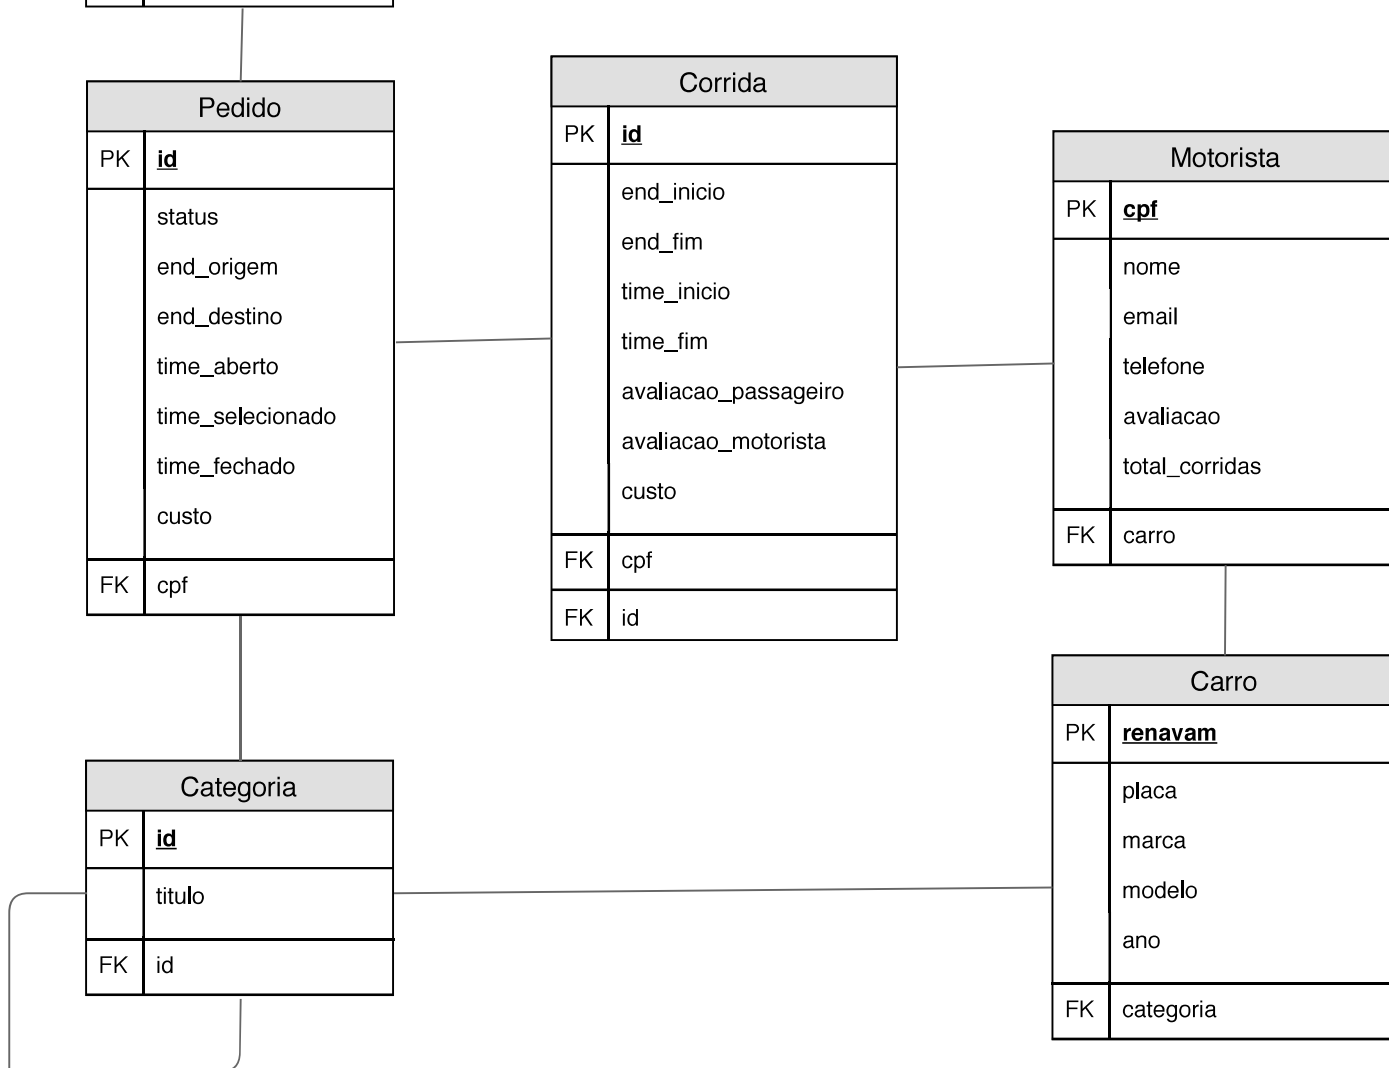 Pedido
PK id
status
end_origem
end_destino
time_aberto
time_selecionado
time_fechado
custo
FK cpf
Corrida
PK id
end_inicio
end_fim
time_inicio
time_fim
avaliacao_passageiro
avaliacao_motorista
custo
FK cpf
FK id
Motorista
PK cpf
nome
email
telefone
avaliacao
total_corridas
FK carro
Categoria
PK id
titulo
FK id
Carro
PK renavam
placa
marca
modelo
ano
FK categoria